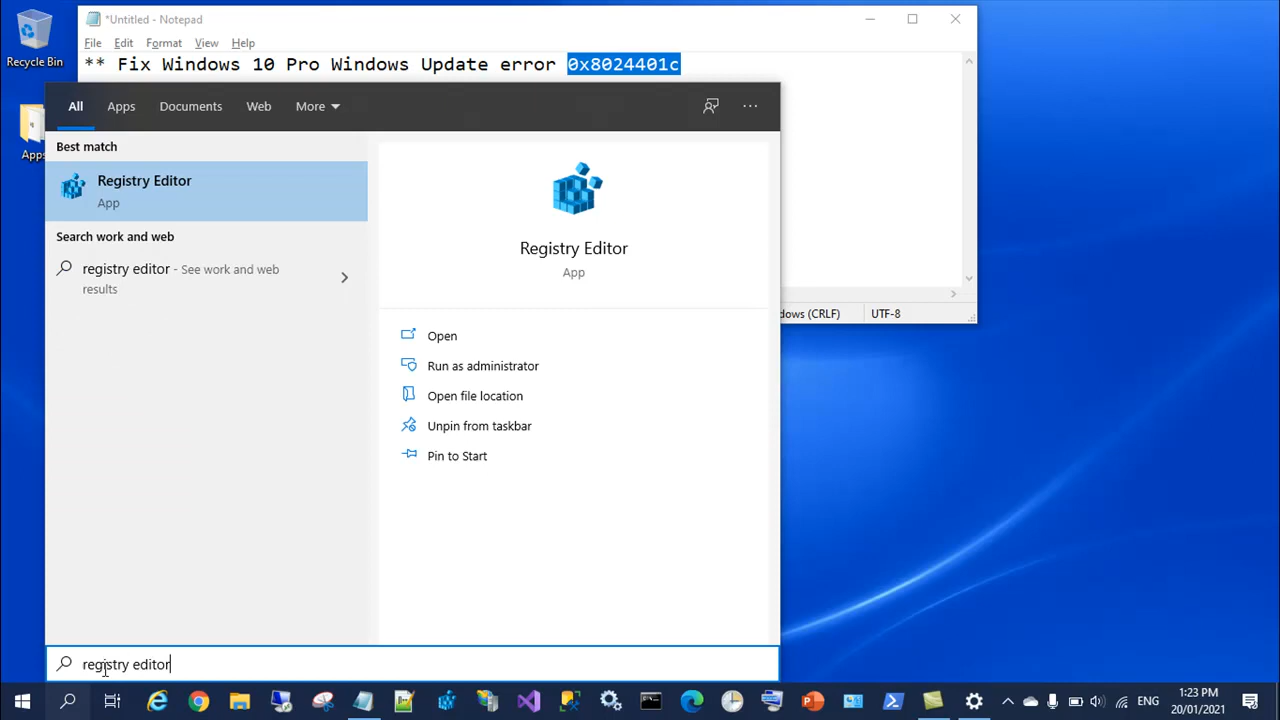 Recycle Bin
Apps
*Untitled - Notepad
File Edit Format View Help
** Fix Windows 10 Pro Windows Update error 0x8024401c
dows (CRLF) UTF-8
All Apps Documents Web More
Best match
Registry Editor
App
Search work and web
registry editor - See work and web
results
Registry Editor
App
Open
Run as administrator
Open file location
Unpin from taskbar
Pin to Start
registry editor
ENG
1:23 PM
20/01/2021